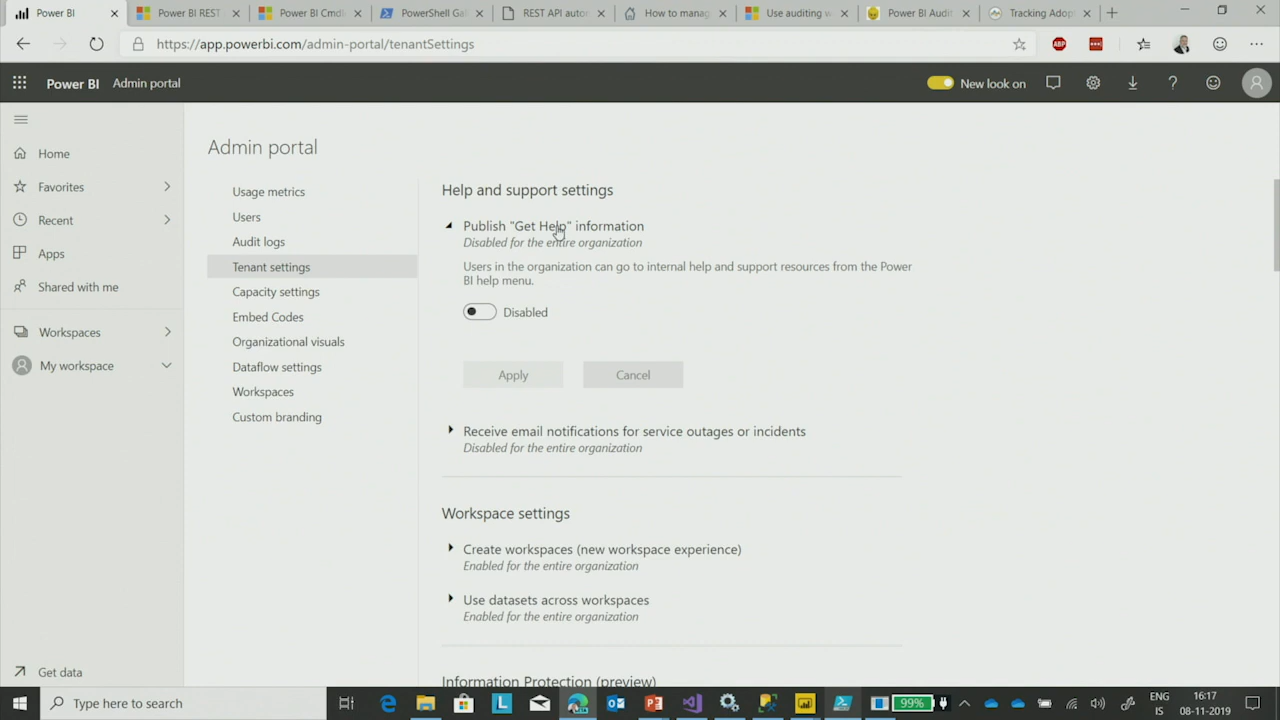 Power BI
Power BI REST
Power BI Cmdl
PowerShell Gal
REST API auto
How to manag
Use auditing w
Power BI Audi
Tracking Adop
https://app.powerbi.com/admin-portal/tenantSettings
ABP
Power BI
Admin portal
New look on
Home
Favorites
Recent
Apps
Shared with me
Workspaces
My workspace
Get data
Admin portal
Usage metrics
Users
Audit logs
Tenant settings
Capacity settings
Embed Codes
Organizational visuals
Dataflow settings
Workspaces
Custom branding
Help and support settings
Publish "Get Help" information
Disabled for the entire organization
Users in the organization can go to internal help and support resources from the Power
BI help menu.
Disabled
Apply
Cancel
Receive email notifications for service outages or incidents
Disabled for the entire organization
Workspace settings
Create workspaces (new workspace experience)
Enabled for the entire organization
Use datasets across workspaces
Enabled for the entire organization
Information Protection (preview)
Type here to search
L
99%
ENG
IS
16:17
08-11-2019